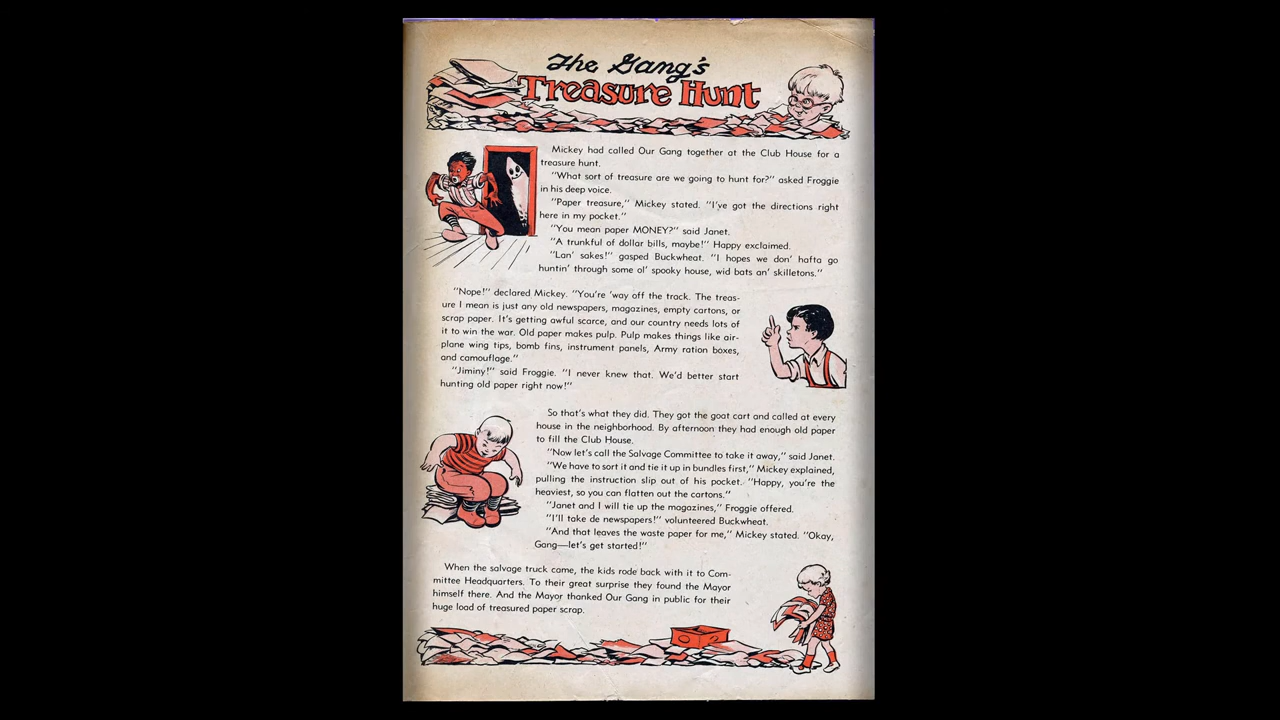 The Gang's
Treasure Hunt
Mickey had called Our Gang together at the Club House for a
treasure hunt.
"What sort of treasure are we going to hunt for?" asked Froggie
in his deep voice.
"Paper treasure," Mickey stated. "I've got the directions right
here in my pocket."
"You mean paper MONEY?" said Janet.
"A trunkful of dollar bills, maybe!" Happy exclaimed.
"Lan' sakes!" gasped Buckwheat. "I hopes we don' hafta go
huntin' through some ol' spooky house, wid bats an' skilletons."
"Nope!" declared Mickey. "You're 'way off the track. The treas-
ure I mean is just any old newspapers, magazines, empty cartons, or
scrap paper. It's getting awful scarce, and our country needs lots of
it to win the war. Old paper makes pulp. Pulp makes things like air-
plane wing tips, bomb fins, instrument panels, Army ration boxes,
and camouflage."
"Jiminy!" said Froggie. "I never knew that. We'd better start
hunting old paper right now!"
So that's what they did. They got the goat cart and called at every
house in the neighborhood. By afternoon they had enough old paper
to fill the Club House.
"Now let's call the Salvage Committee to take it away," said Janet.
"We have to sort it and tie it up in bundles first," Mickey explained,
pulling the instruction slip out of his pocket. "Happy, you're the
heaviest, so you can flatten out the cartons."
"Janet and I will tie up the magazines," Froggie offered.
"I'll take de newspapers!" volunteered Buckwheat.
"And that leaves the waste paper for me," Mickey stated. "Okay,
Gang—let's get started!"
When the salvage truck came, the kids rode back with it to Com-
mittee Headquarters. To their great surprise they found the Mayor
himself there. And the Mayor thanked Our Gang in public for their
huge load of treasured paper scrap.